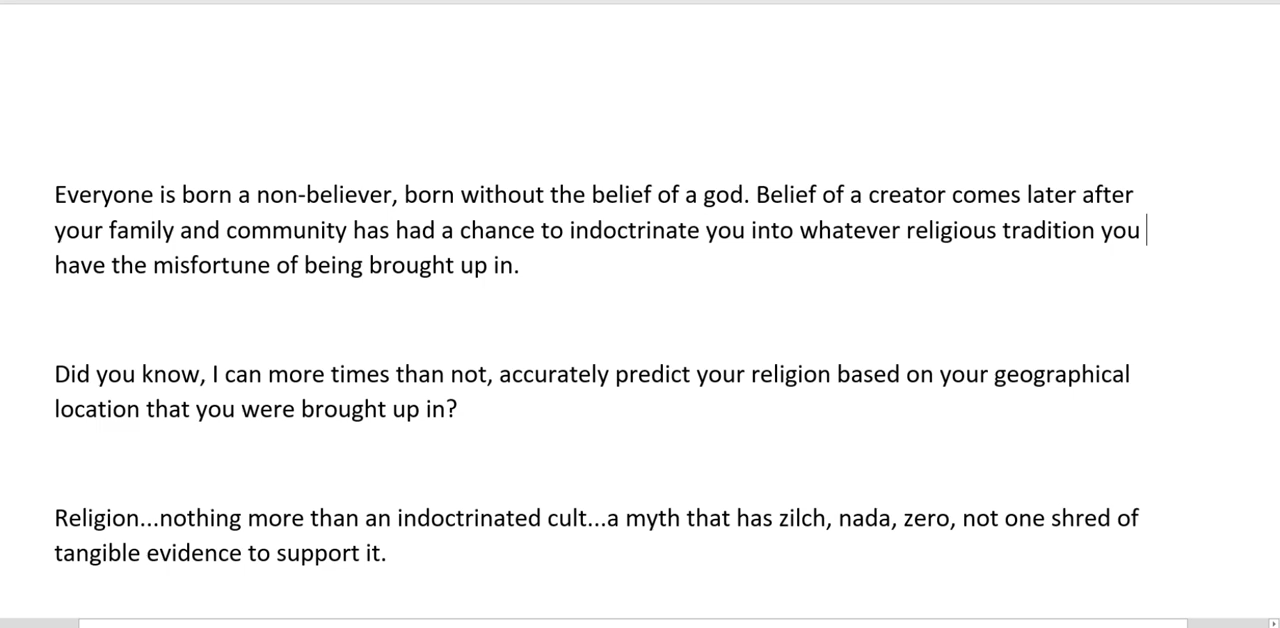 Everyone is born a non-believer, born without the belief of a god. Belief of a creator comes later after
your family and community has had a chance to indoctrinate you into whatever religious tradition you
have the misfortune of being brought up in.
Did you know, I can more times than not, accurately predict your religion based on your geographical
location that you were brought up in?
Religion...nothing more than an indoctrinated cult...a myth that has zilch, nada, zero, not one shred of
tangible evidence to support it.